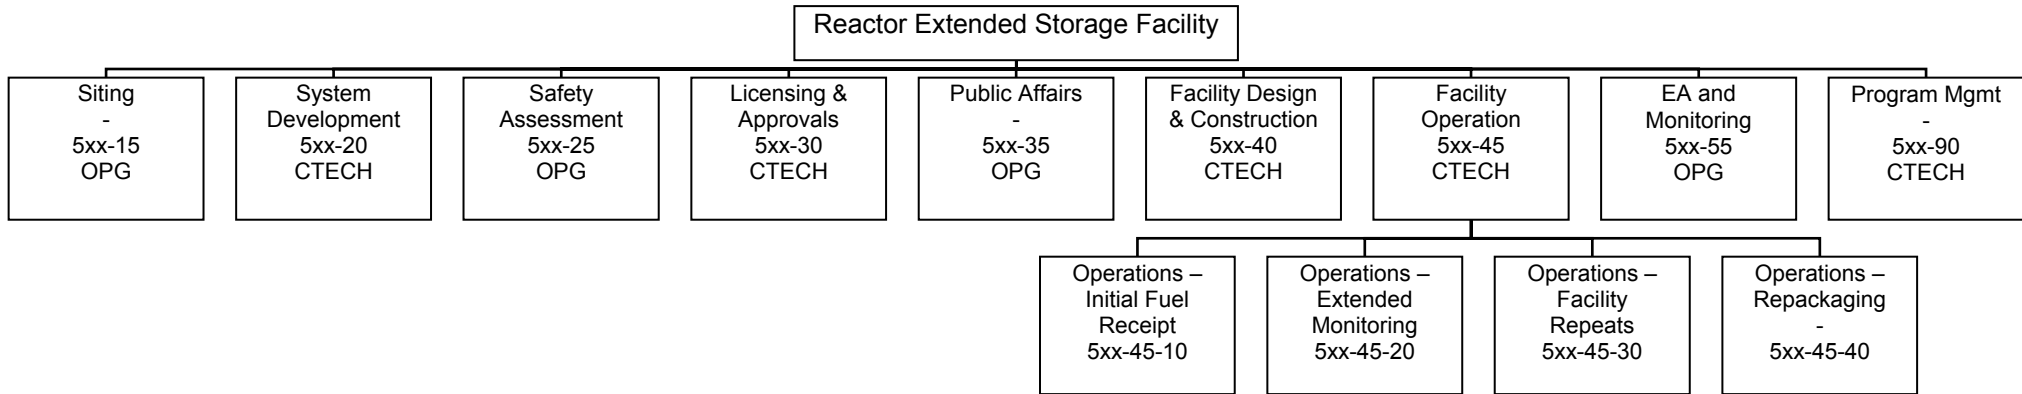 Reactor Extended Storage Facility
Siting
-
5xx-15
OPG
System
Development
5xx-20
CTECH
Safety
Assessment
5xx-25
OPG
Licensing &
Approvals
5xx-30
CTECH
Public Affairs
-
5xx-35
OPG
Facility Design
& Construction
5xx-40
CTECH
Facility
Operation
5xx-45
CTECH
EA and
Monitoring
5xx-55
OPG
Program Mgmt
-
5xx-90
CTECH
Operations –
Initial Fuel
Receipt
5xx-45-10
Operations –
Extended
Monitoring
5xx-45-20
Operations –
Facility
Repeats
5xx-45-30
Operations –
Repackaging
-
5xx-45-40